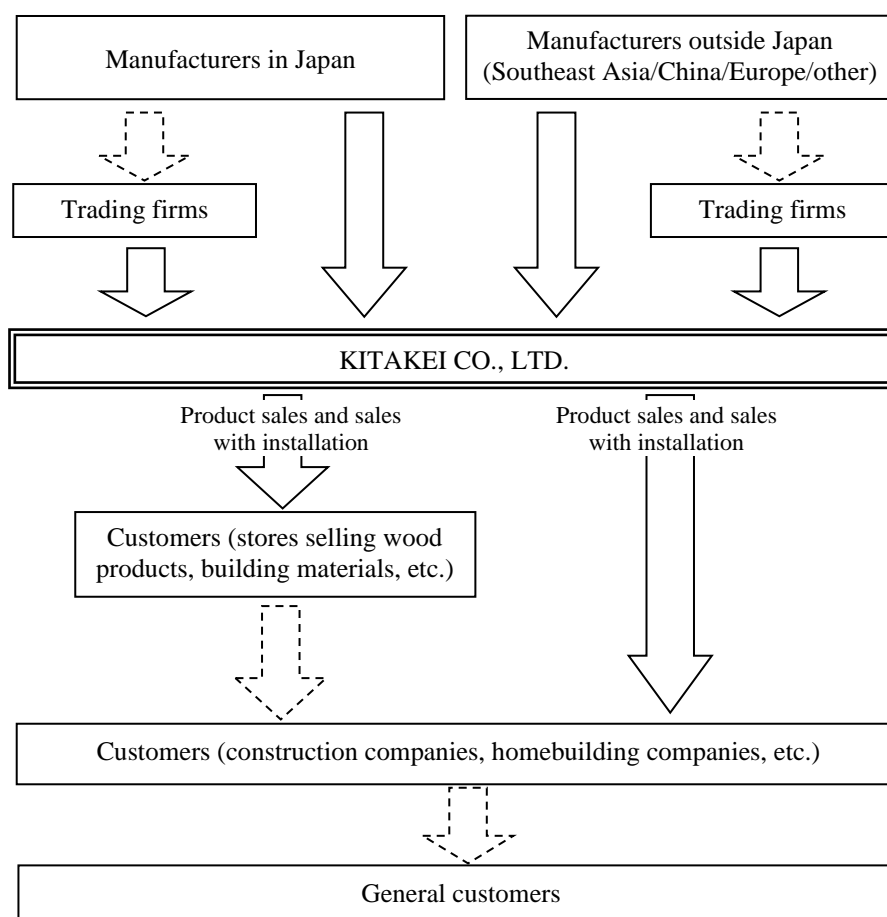 Manufacturers in Japan
Manufacturers outside Japan
(Southeast Asia/China/Europe/other)
Trading firms
Trading firms
KITAKEI CO., LTD.
Product sales and sales
with installation
Product sales and sales
with installation
Customers (stores selling wood
products, building materials, etc.)
Customers (construction companies, homebuilding companies, etc.)
General customers